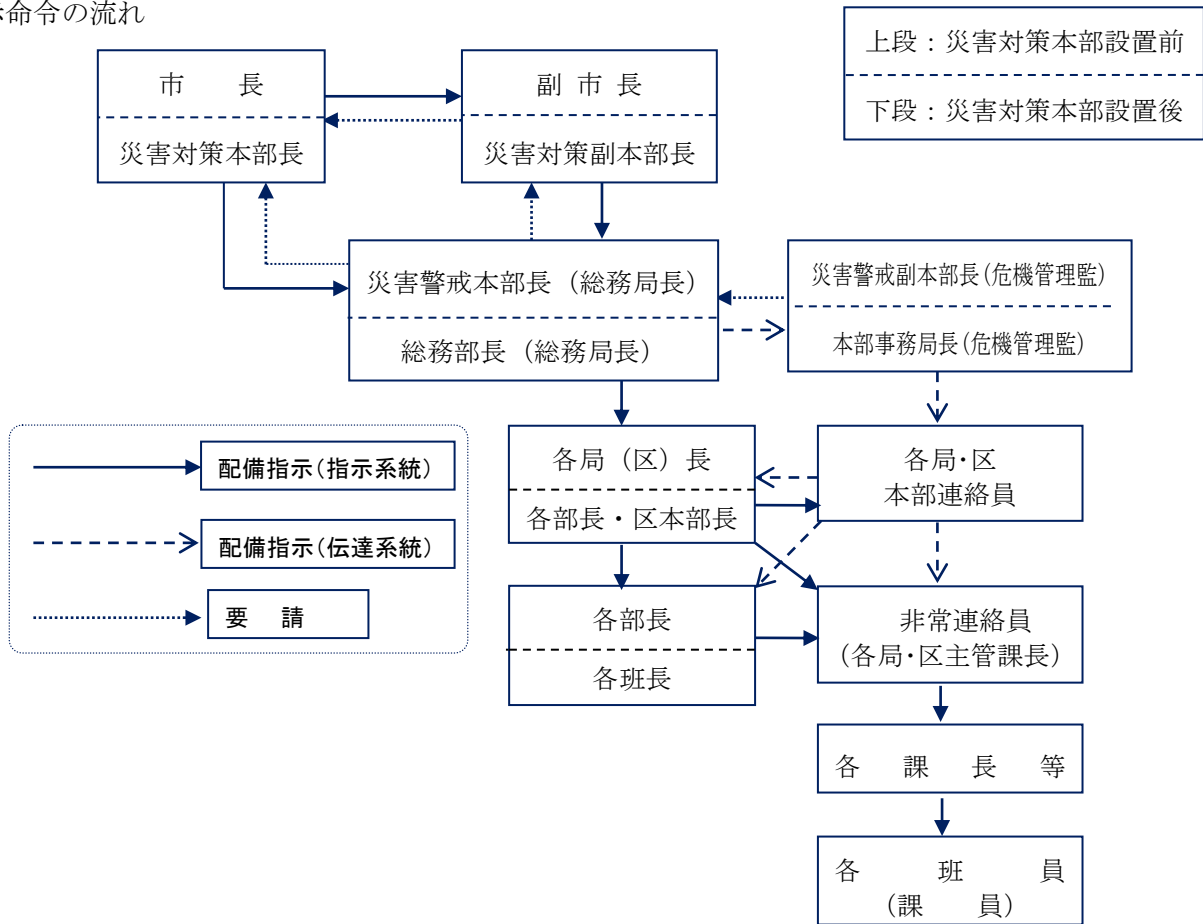 命令の流れ
上段：災害対策本部設置前
下段：災害対策本部設置後
市　　長
災害対策本部長
副 市 長
災害対策副本部長
災害警戒本部長（総務局長）
総務部長（総務局長）
災害警戒副本部長(危機管理監)
本部事務局長(危機管理監)
配備指示(指示系統)
配備指示(伝達系統)
要　請
各局（区）長
各部長・区本部長
各局・区
本部連絡員
各部長
各班長
非常連絡員
（各局・区主管課長）
各　課　長　等
各　　班　　員
（課　　員）